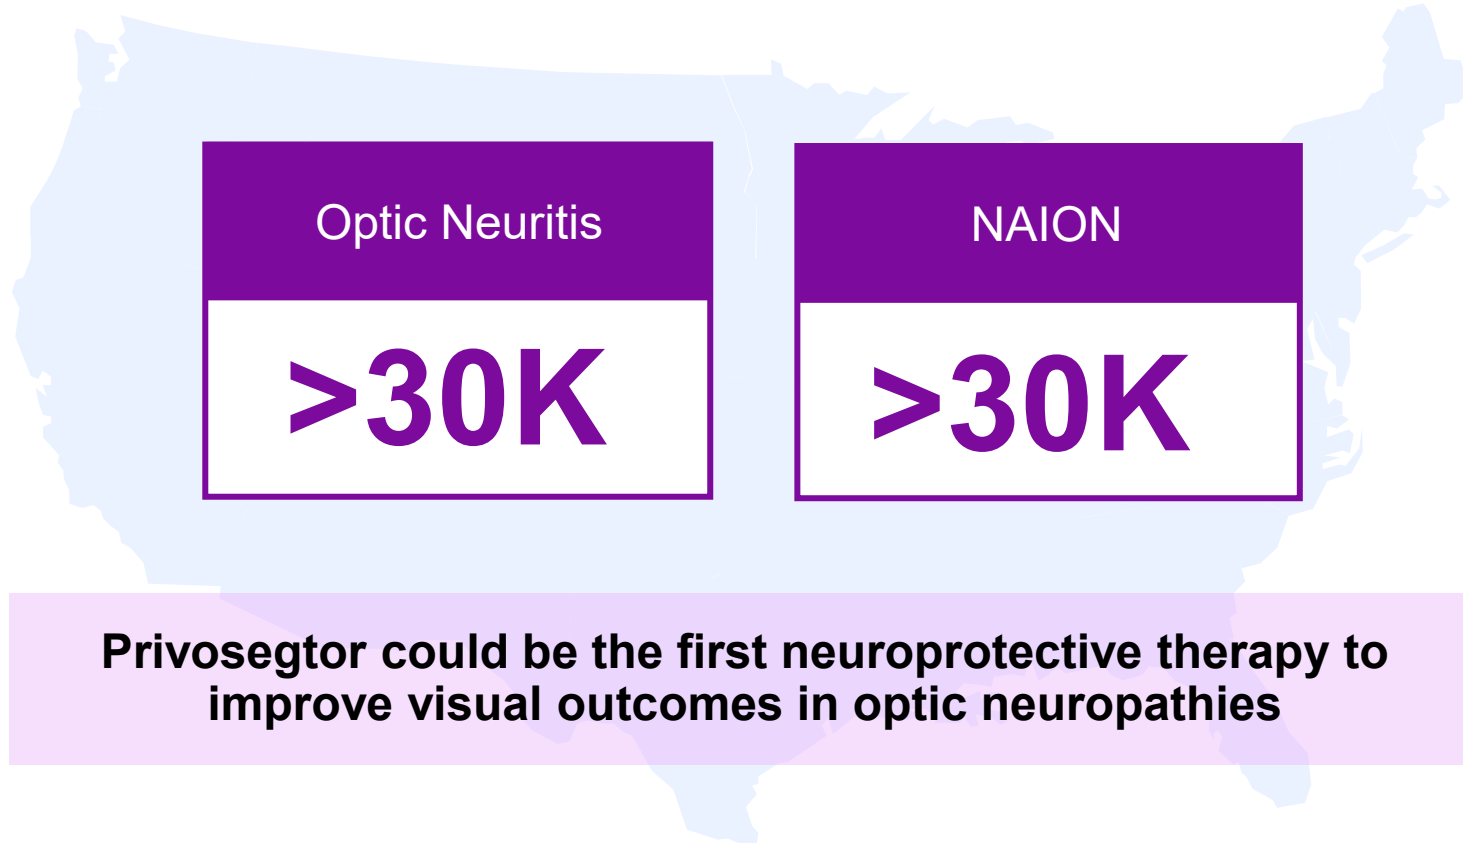 Optic Neuritis
>30K
NAION
>30K
Privosegtor could be the first neuroprotective therapy to
improve visual outcomes in optic neuropathies